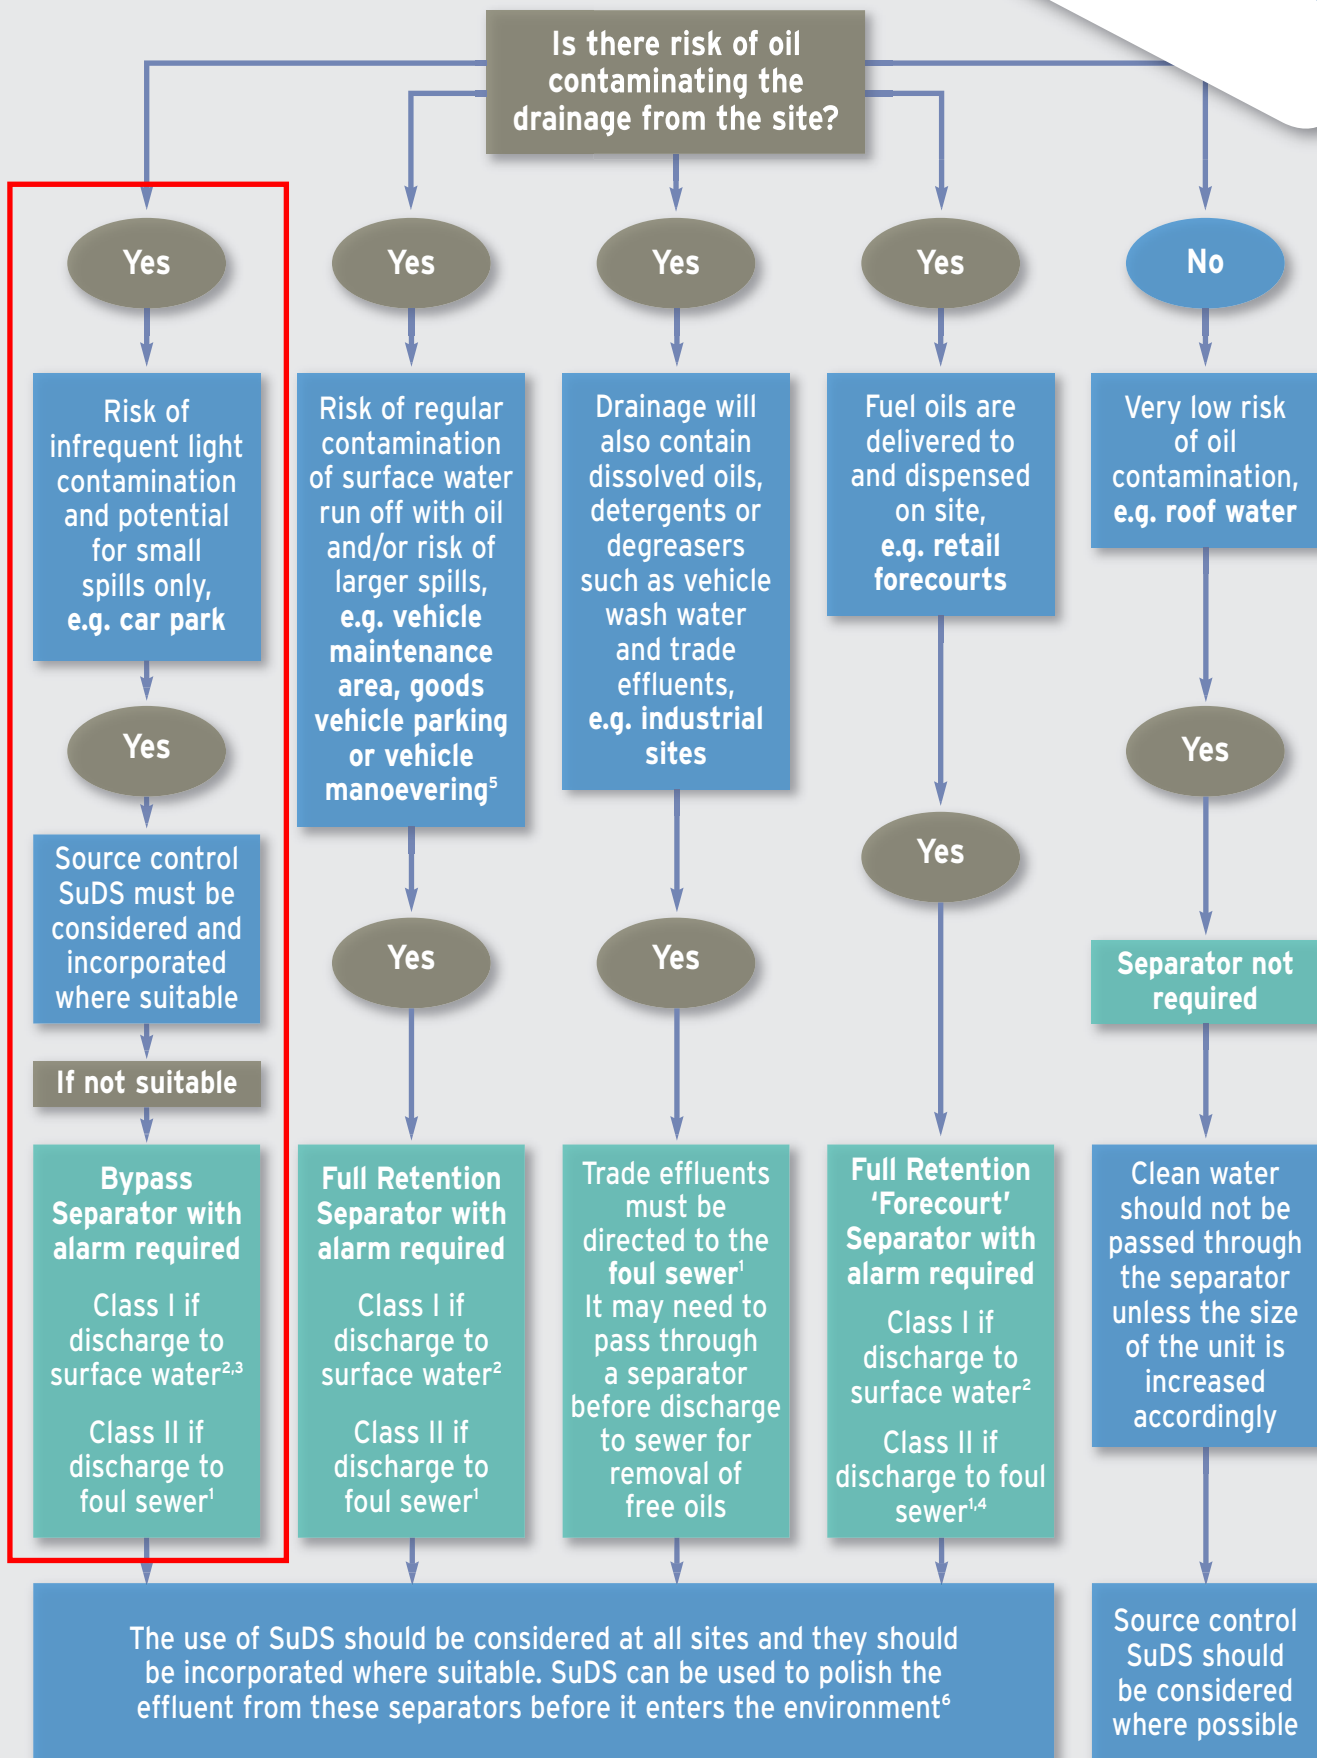 Is there risk of oil
contaminating the
drainage from the site?
Yes
Risk of
infrequent light
contamination
and potential
for small
spills only,
e.g. car park
Yes
Source control
SuDS must be
considered and
incorporated
where suitable
If not suitable
Bypass
Separator with
alarm required
Class I if
discharge to
surface water²,³
Class II if
discharge to
foul sewer¹
Yes
Risk of regular
contamination
of surface water
run off with oil
and/or risk of
larger spills,
e.g. vehicle
maintenance
area, goods
vehicle parking
or vehicle
manoevering⁵
Yes
Full Retention
Separator with
alarm required
Class I if
discharge to
surface water²
Class II if
discharge to
foul sewer¹
Yes
Drainage will
also contain
dissolved oils,
detergents or
degreasers
such as vehicle
wash water
and trade
effluents,
e.g. industrial
sites
Yes
Trade effluents
must be
directed to the
foul sewer¹
It may need to
pass through
a separator
before discharge
to sewer for
removal of
free oils
Yes
Fuel oils are
delivered to
and dispensed
on site,
e.g. retail
forecourts
Yes
Full Retention
‘Forecourt’
Separator with
alarm required
Class I if
discharge to
surface water²
Class II if
discharge to foul
sewer¹,⁴
No
Very low risk
of oil
contamination,
e.g. roof water
Yes
Separator not
required
Clean water
should not be
passed through
the separator
unless the size
of the unit is
increased
accordingly
The use of SuDS should be considered at all sites and they should
be incorporated where suitable. SuDS can be used to polish the
effluent from these separators before it enters the environment⁶
Source control
SuDS should
be considered
where possible